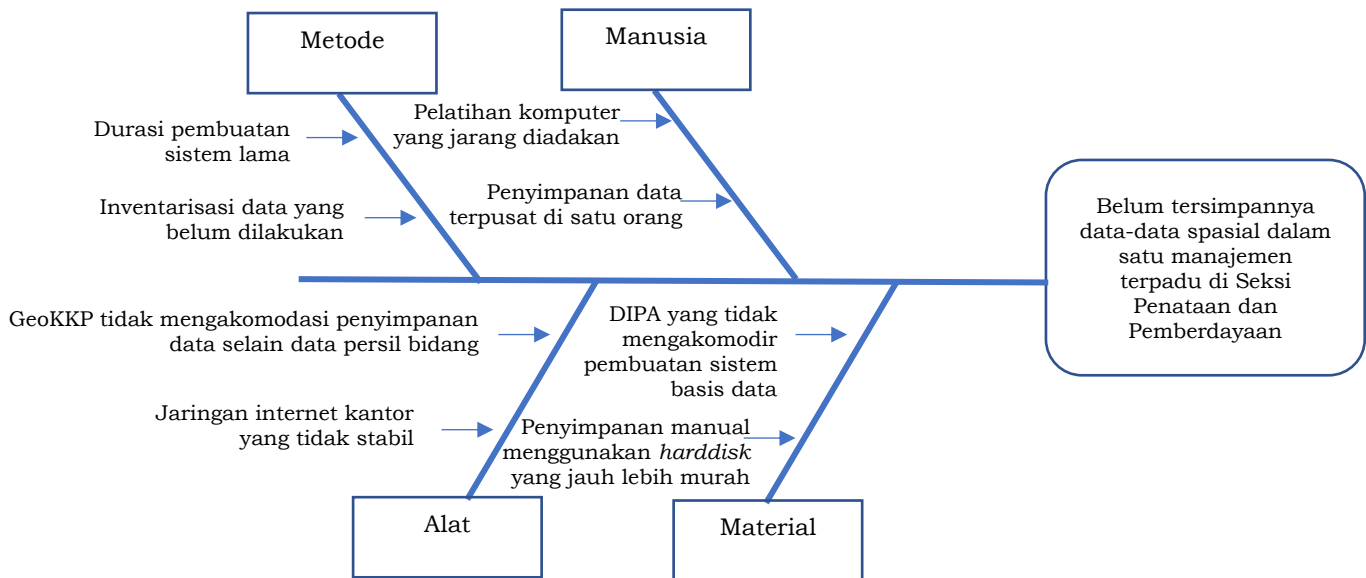 Metode
Manusia
Durasi pembuatan
sistem lama
Inventarisasi data yang
belum dilakukan
Pelatihan komputer
yang jarang diadakan
Penyimpanan data
terpusat di satu orang
GeoKKP tidak mengakomodasi penyimpanan
data selain data persil bidang
Jaringan internet kantor
yang tidak stabil
DIPA yang tidak
mengakomodir
pembuatan sistem
basis data
Penyimpanan manual
menggunakan harddisk
yang jauh lebih murah
Alat
Material
Belum tersimpannya
data-data spasial dalam
satu manajemen
terpadu di Seksi
Penataan dan
Pemberdayaan